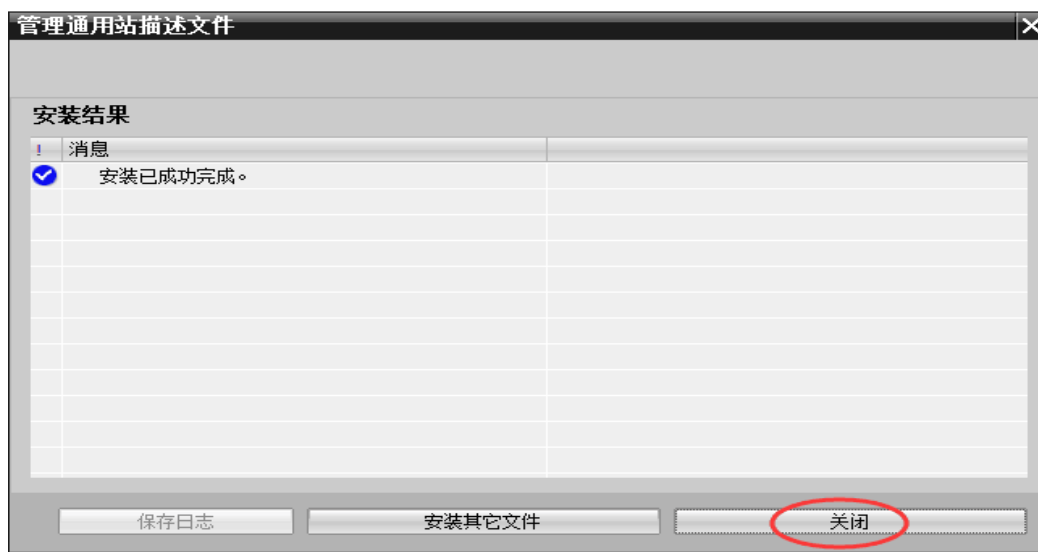 管理通用站描述文件
安装结果
! 消息
安装已成功完成。
保存日志 安装其它文件 关闭